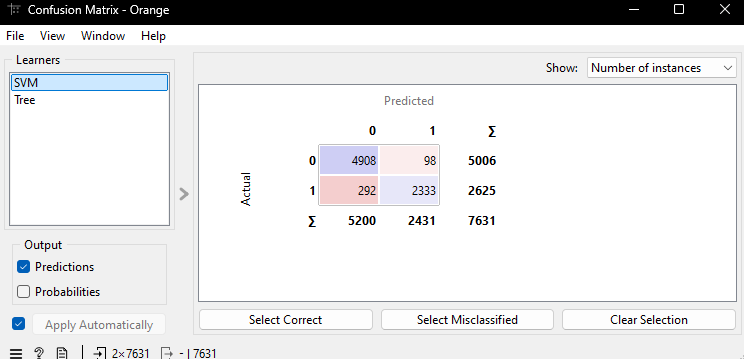 Confusion Matrix - Orange
File View Window Help
Learners
SVM
Tree
Output
Predictions
Probabilities
Apply Automatically
Show: Number of instances
Predicted
0 1 Σ
Actual
0 4908 98 5006
1 292 2333 2625
Σ 5200 2431 7631
Select Correct Select Misclassified Clear Selection
? 2×7631 - | 7631